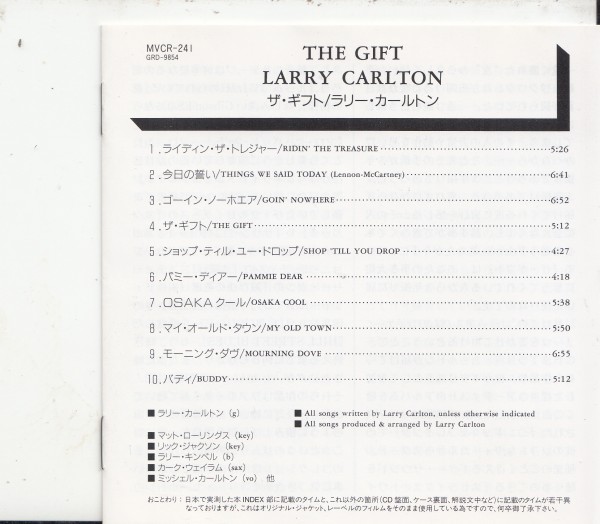 MVCR-241
GRD-9854
THE GIFT
LARRY CARLTON
ザ・ギフト/ラリー・カールトン
1.ライディン・ザ・トレジャー/RIDIN' THE TREASURE 5:26
2.今日の誓い/THINGS WE SAID TODAY (Lennon-McCartney) 6:41
3.ゴーイン・ノーホエア/GOIN' NOWHERE 6:52
4.ザ・ギフト/THE GIFT 5:12
5.ショップ・ティル・ユー・ドロップ/SHOP 'TILL YOU DROP 4:27
6.パミー・ディアー/PAMMIE DEAR 4:18
7.OSAKAクール/OSAKA COOL 5:38
8.マイ・オールド・タウン/MY OLD TOWN 5:50
9.モーニング・ダヴ/MOURNING DOVE 6:55
10.バディ/BUDDY 5:12
■ ラリー・カールトン (g)
■ マット・ローリングス (key)
■ リック・ジャクソン (key)
■ ラリー・キンペル (b)
■ カーク・ウェイラム (sax)
■ ミッシェル・カールトン (vo) 他
■ All songs written by Larry Carlton, unless otherwise indicated
■ All songs produced & arranged by Larry Carlton
おことわり:日本で実測した本INDEX 部に記載のタイムと、これ以外の箇所(CD盤面、ケース裏面、解説文中など)に記載のタイムが若干異
なっておりますが、これはオリジナル・ジャケット、レーベルのフィルムをそのまま使用している為ですので、何卒御了承下さい。